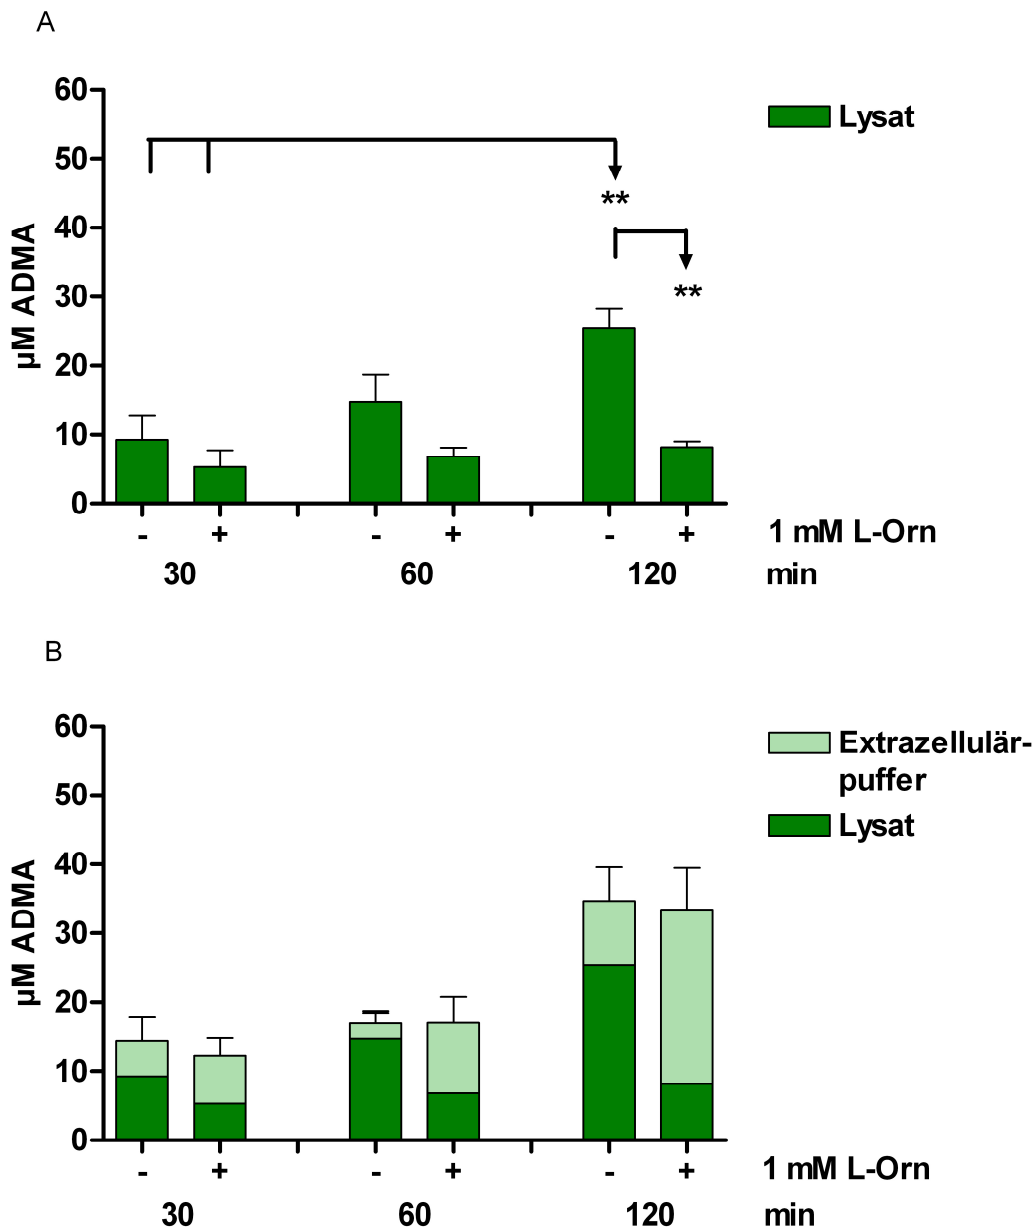 A
60
50
40
30
20
10
0
µM ADMA
Lysat
**
**
- + - + - + 1 mM L-Orn
30 60 120 min
B
60
50
40
30
20
10
0
µM ADMA
Extrazellulär-
puffer
Lysat
- + - + - + 1 mM L-Orn
30 60 120 min